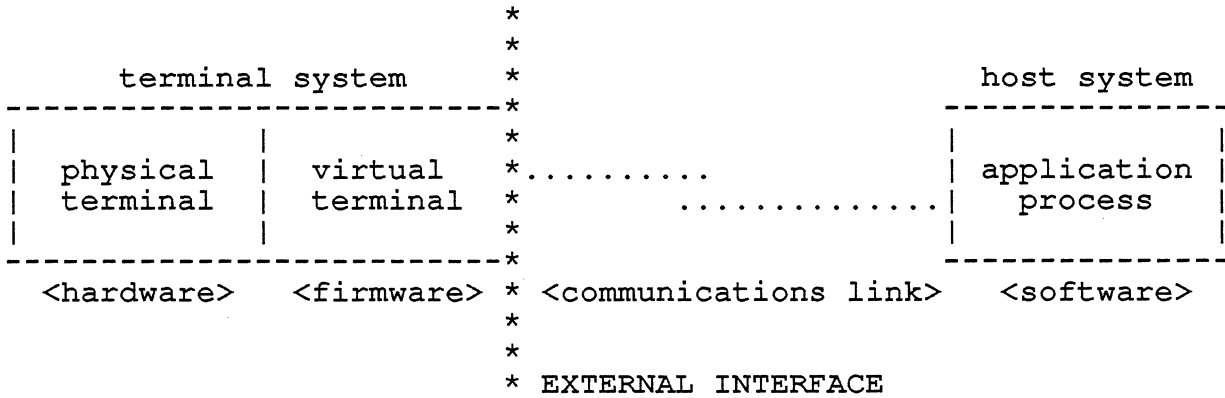 *
*
terminal system * host system
---------------------------* ----------------
| | * | |
| physical | virtual *.......... | application |
| terminal | terminal * ..............| process |
| | * | |
---------------------------* ----------------
<hardware> <firmware> * <communications link> <software>
*
*
* EXTERNAL INTERFACE